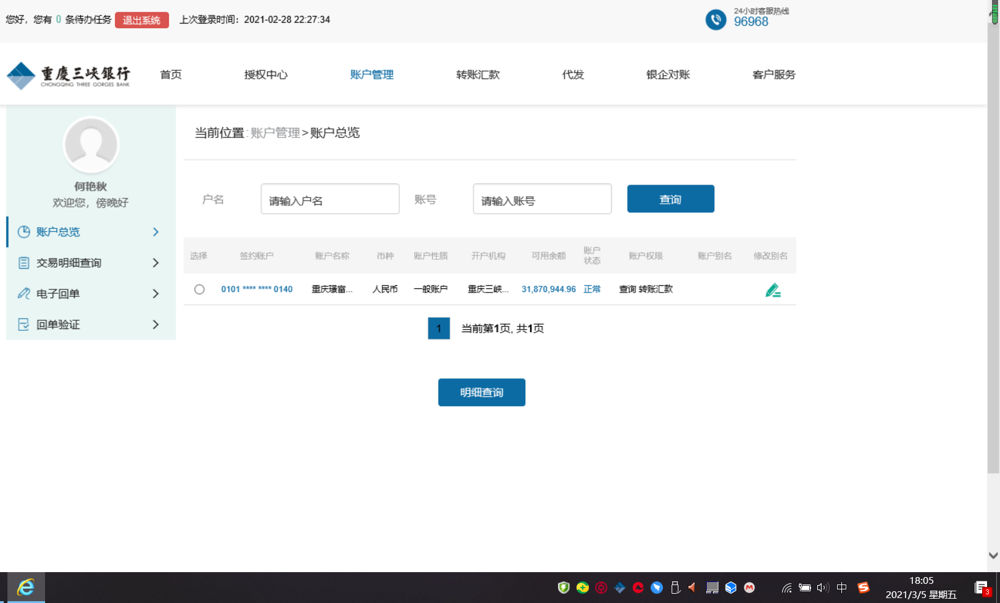 您好，您有 0 条待办任务 退出系统 上次登录时间：2021-02-28 22:27:34
24小时客服热线
96968
重庆三峡银行
CHONGQING THREE GORGES BANK
首页 授权中心 账户管理 转账汇款 代发 银企对账 客户服务
当前位置:账户管理>账户总览
何艳秋
欢迎您，傍晚好
账户总览
交易明细查询
电子回单
回单验证
户名 请输入户名 账号 请输入账号 查询
选择 签约账户 账户名称 币种 账户性质 开户机构 可用余额 账户状态 账户权限 账户别名 修改别名
0101 **** **** 0140 重庆璟富... 人民币 一般账户 重庆三峡... 31,870,944.96 正常 查询 转账汇款
1 当前第1页, 共1页
明细查询
中
18:05
2021/3/5 星期五
3